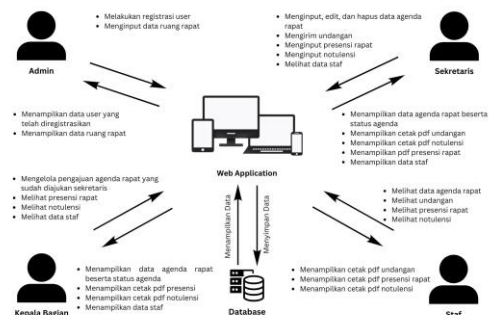 • Melakukan registrasi user
• Menginput data ruang rapat
Admin
• Menginput, edit, dan hapus data agenda
rapat
• Mengirim undangan
• Menginput presensi rapat
• Menginput notulensi
• Melihat data staf
Sekretaris
• Menampilkan data user yang
telah diregistrasikan
• Menampilkan data ruang rapat
• Menampilkan data agenda rapat beserta
status agenda
• Menampilkan cetak pdf undangan
• Menampilkan cetak pdf notulensi
• Menampilkan pdf presensi rapat
• Menampilkan data staf
Web Application
• Mengelola pengajuan agenda rapat yang
sudah diajukan sekretaris
• Melihat presensi rapat
• Melihat notulensi
• Melihat data staf
Menampilkan Data
Menyimpan Data
• Melihat data agenda rapat
• Melihat undangan
• Melihat presensi rapat
• Melihat notulensi
Kepala Bagian
• Menampilkan data agenda rapat
beserta status agenda
• Menampilkan cetak pdf presensi
• Menampilkan cetak pdf notulensi
• Menampilkan data staf
Database
• Menampilkan cetak pdf undangan
• Menampilkan cetak pdf presensi rapat
• Menampilkan cetak pdf notulensi
Staf